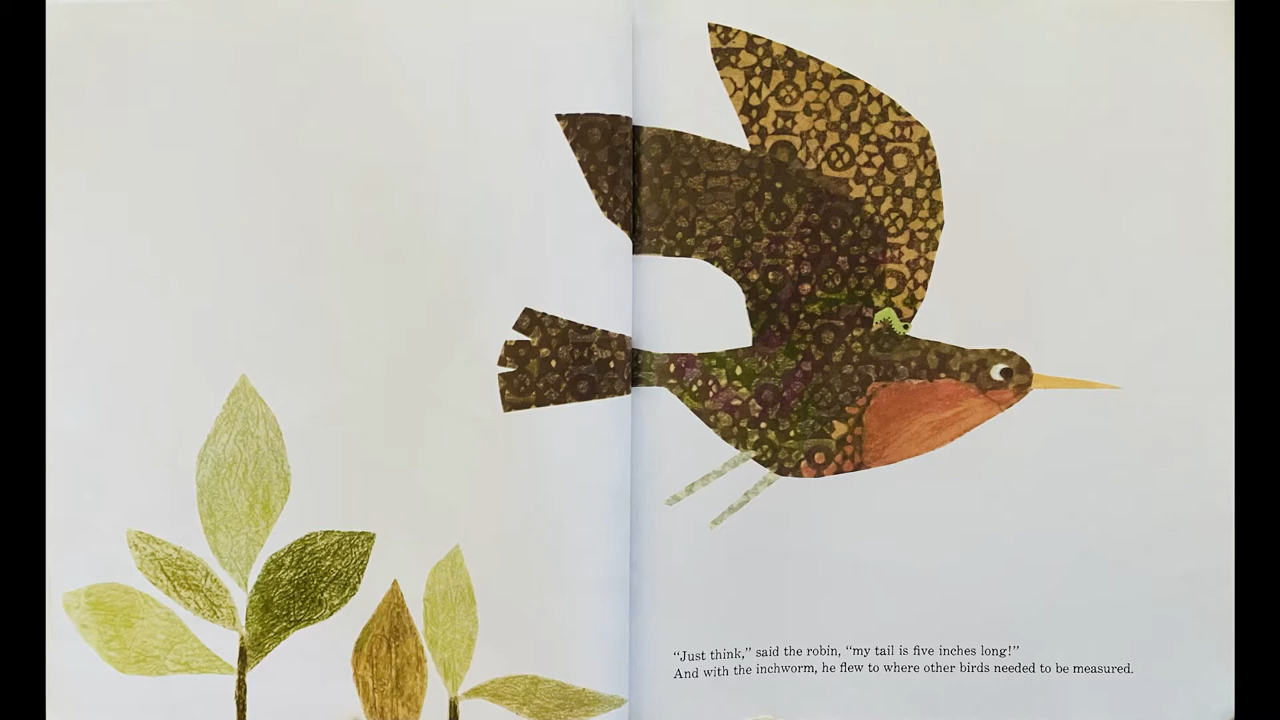 “Just think,” said the robin, “my tail is five inches long!”
And with the inchworm, he flew to where other birds needed to be measured.